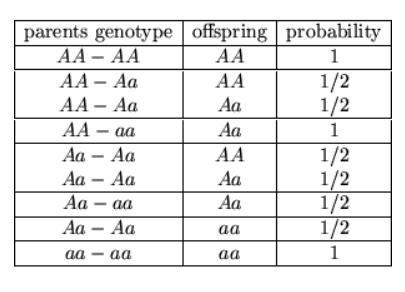 parents genotype offspring probability
AA − AA AA 1
AA − Aa AA 1/2
AA − Aa Aa 1/2
AA − aa Aa 1
Aa − Aa AA 1/2
Aa − Aa Aa 1/2
Aa − aa Aa 1/2
Aa − Aa aa 1/2
aa − aa aa 1